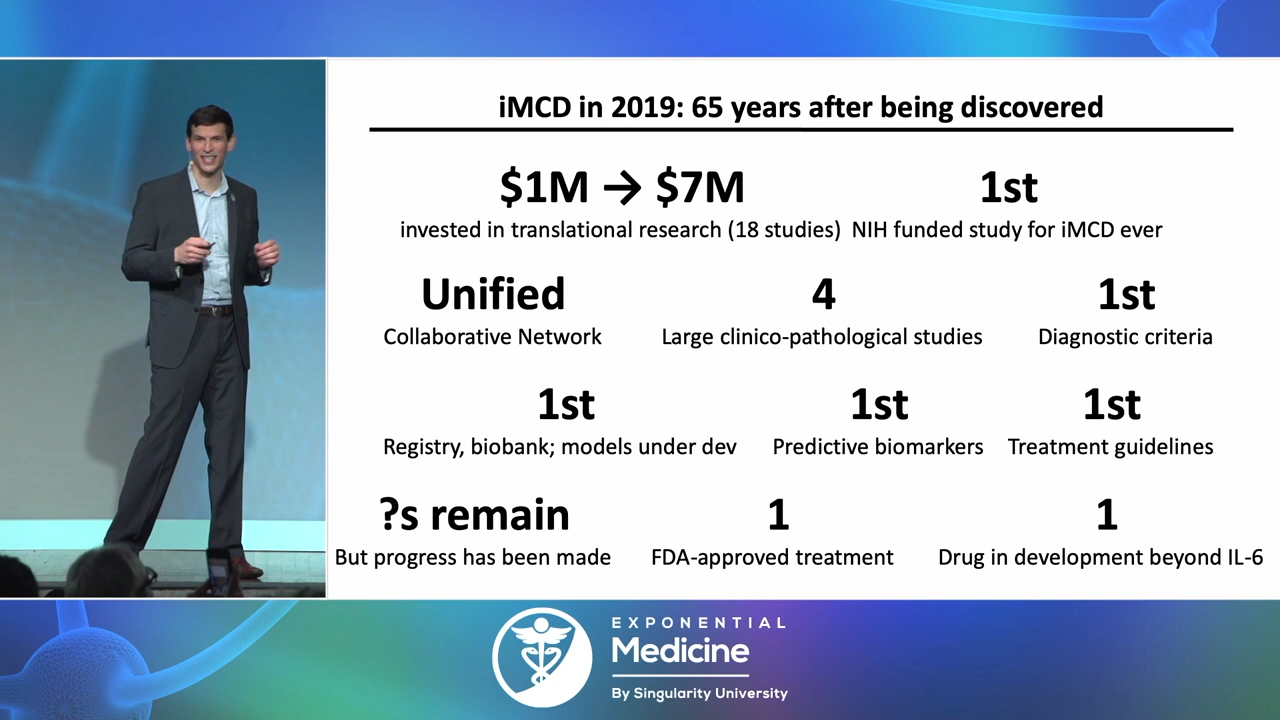 iMCD in 2019: 65 years after being discovered
$1M → $7M
invested in translational research (18 studies)
1st
NIH funded study for iMCD ever
Unified
Collaborative Network
4
Large clinico-pathological studies
1st
Diagnostic criteria
1st
Registry, biobank; models under dev
1st
Predictive biomarkers
1st
Treatment guidelines
?s remain
But progress has been made
1
FDA-approved treatment
1
Drug in development beyond IL-6
EXPONENTIAL
Medicine
By Singularity University